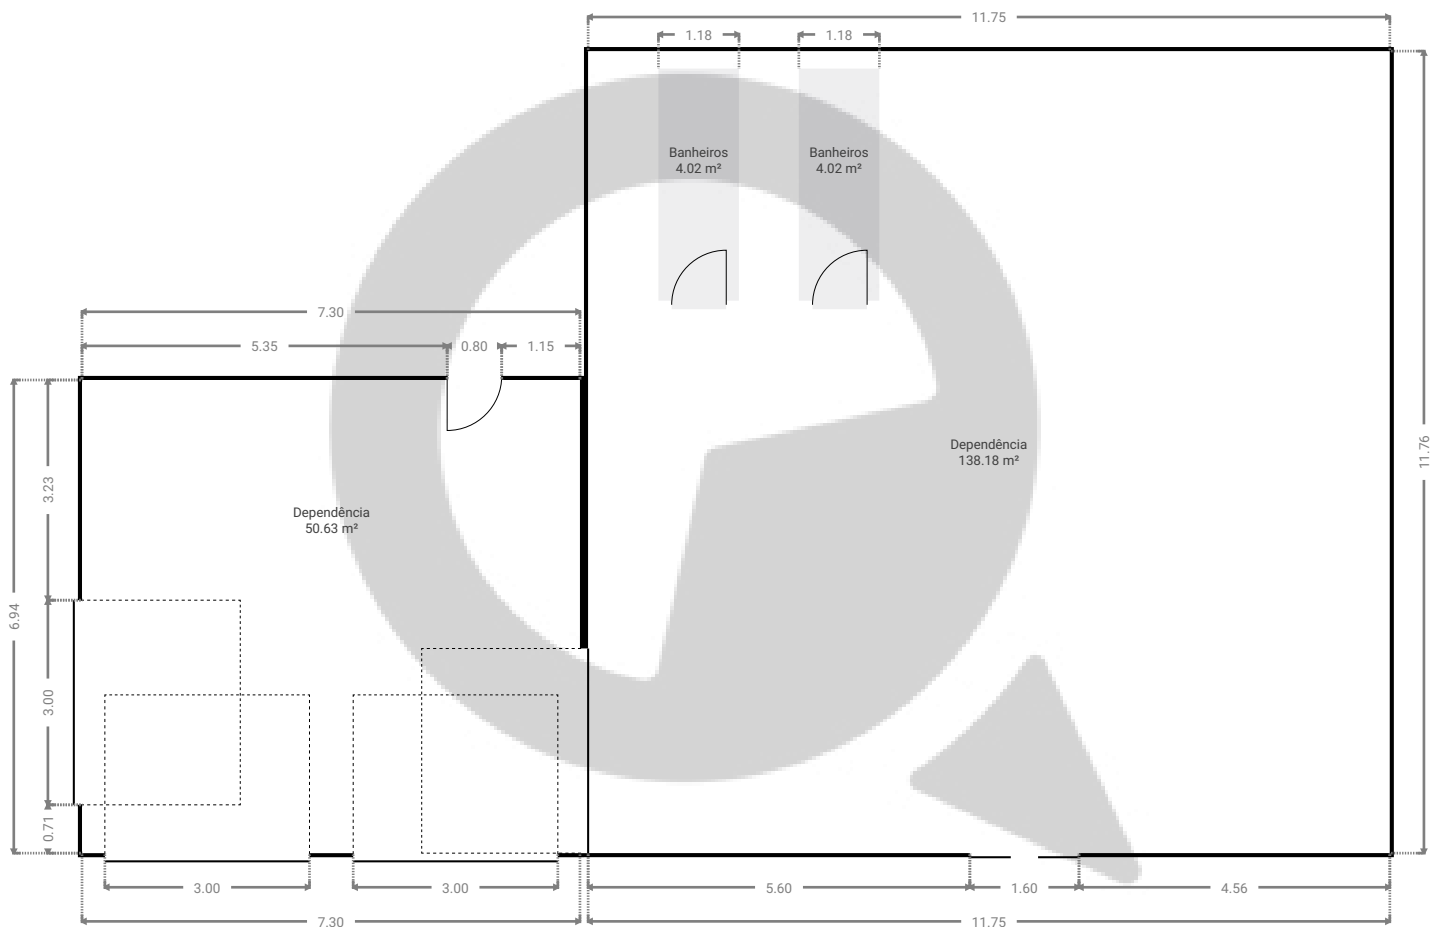 11.75
1.18
1.18
Banheiros
4.02 m²
Banheiros
4.02 m²
7.30
5.35
0.80
1.15
Dependência
138.18 m²
11.76
3.23
Dependência
50.63 m²
6.94
3.00
0.71
3.00
3.00
5.60
1.60
4.56
7.30
11.75